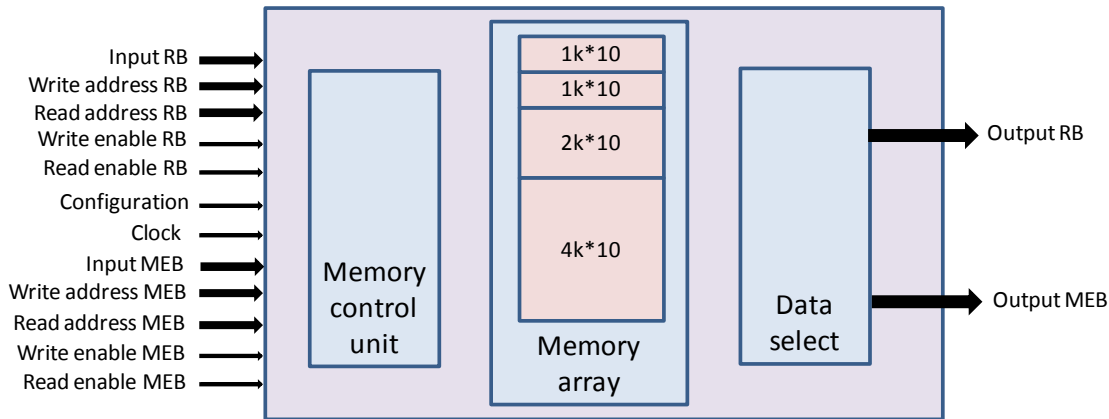 Input RB
Write address RB
Read address RB
Write enable RB
Read enable RB
Configuration
Clock
Input MEB
Write address MEB
Read address MEB
Write enable MEB
Read enable MEB
Memory
control
unit
1k*10
1k*10
2k*10
4k*10
Memory
array
Data
select
Output RB
Output MEB